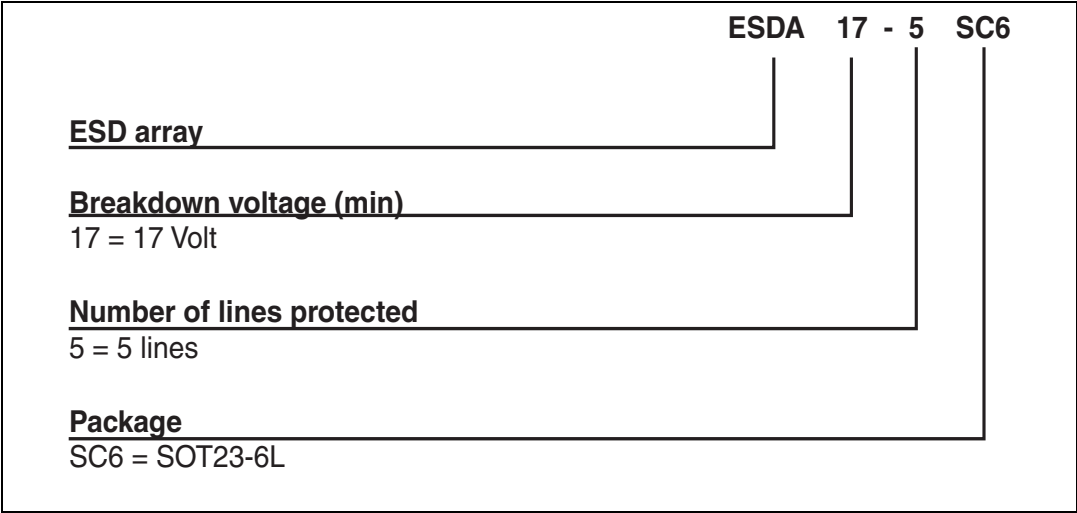 ESDA 17 - 5 SC6
ESD array
Breakdown voltage (min)
17 = 17 Volt
Number of lines protected
5 = 5 lines
Package
SC6 = SOT23-6L